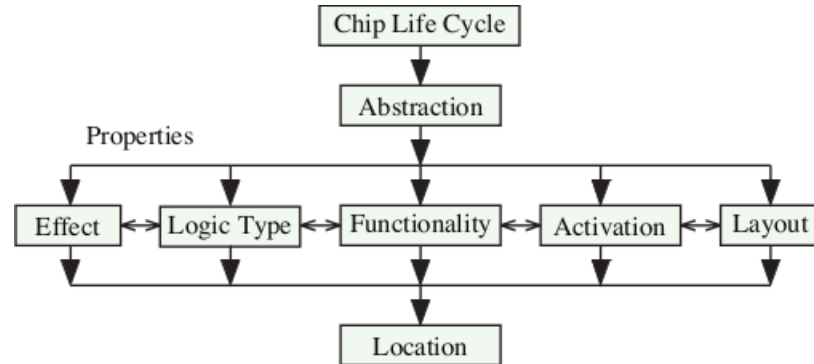 Chip Life Cycle
Abstraction
Properties
Effect
Logic Type
Functionality
Activation
Layout
Location